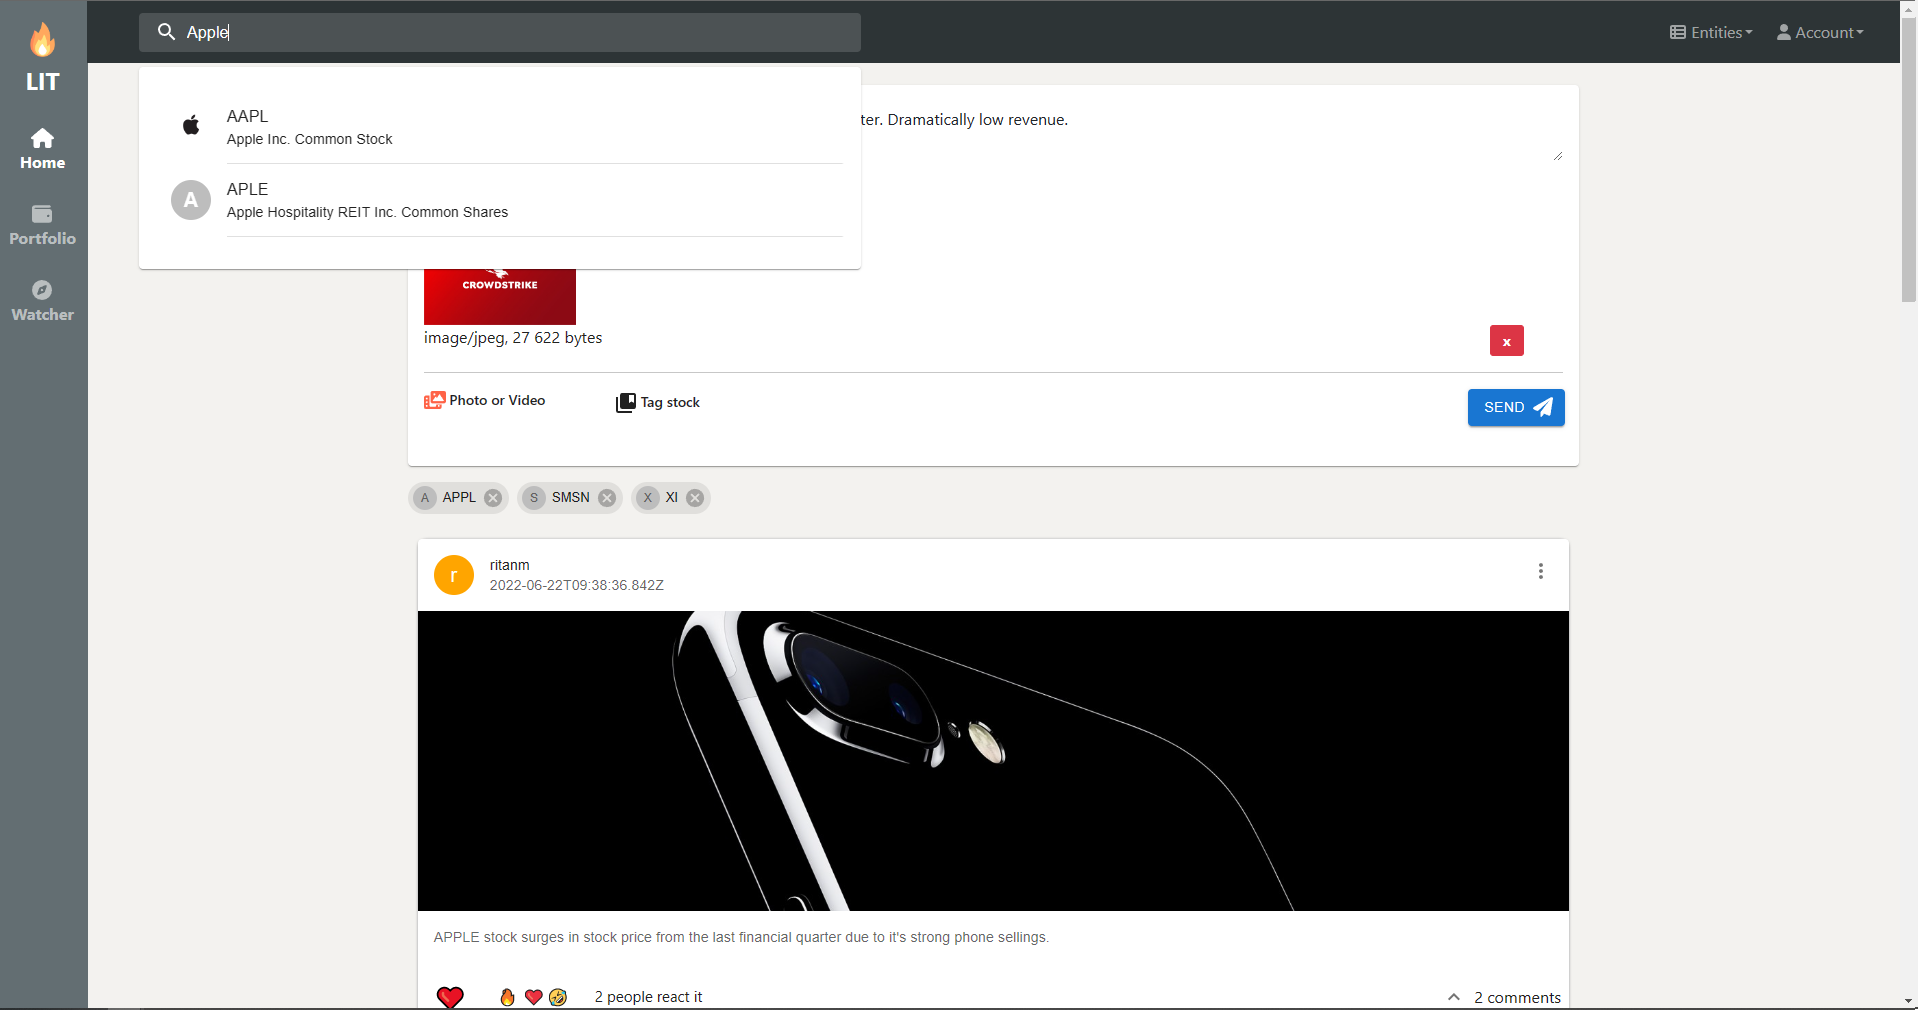 LIT
Home
Portfolio
Watcher
Apple
Entities
Account
AAPL
Apple Inc. Common Stock
A
APLE
Apple Hospitality REIT Inc. Common Shares
ter. Dramatically low revenue.
CROWDSTRIKE
image/jpeg, 27 622 bytes
x
Photo or Video
Tag stock
SEND
A APPL
S SMSN
X XI
r
ritanm
2022-06-22T09:38:36.842Z
APPLE stock surges in stock price from the last financial quarter due to it's strong phone sellings.
2 people react it
2 comments